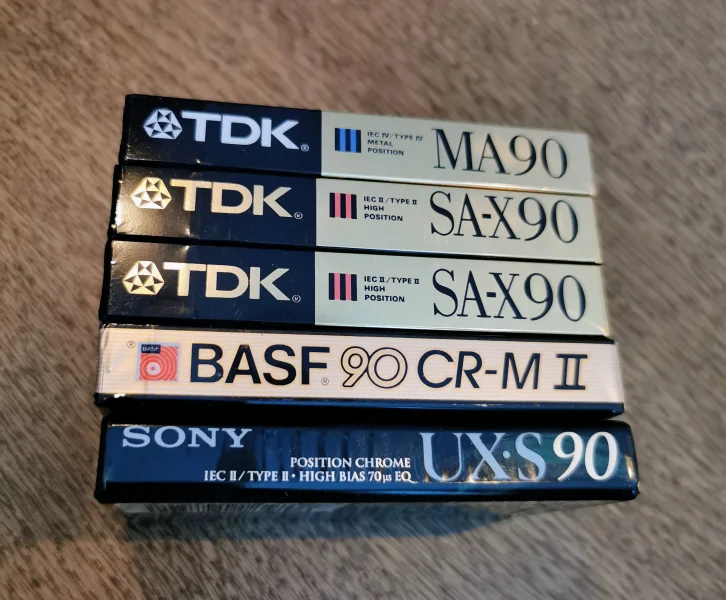 TDK®
IEC IV/TYPE IV
METAL
POSITION
MA90
TDK®
IEC II/TYPE II
HIGH
POSITION
SA-X90
TDK®
IEC II/TYPE II
HIGH
POSITION
SA-X90
® BASF BASF® 90 CR-M II
SONY
POSITION CHROME
IEC II/TYPE II • HIGH BIAS 70µs EQ
UX·S 90